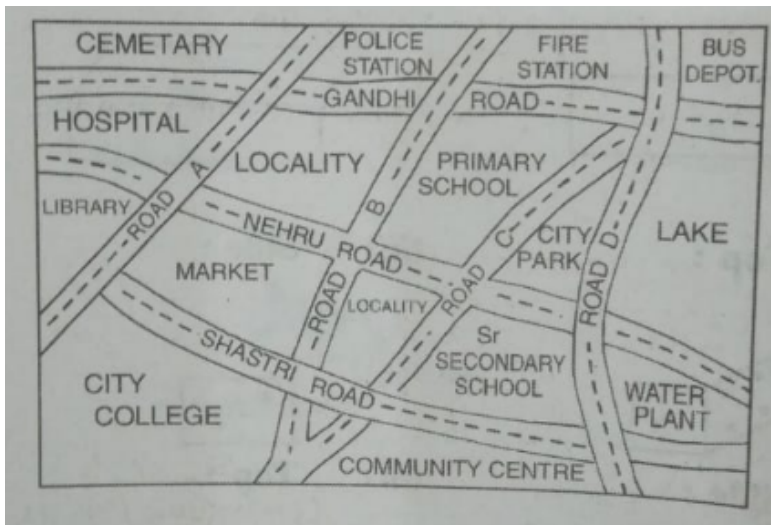 CEMETARY
POLICE
STATION
FIRE
STATION
BUS
DEPOT.
GANDHI ROAD
HOSPITAL
LOCALITY
PRIMARY
SCHOOL
ROAD A
B
LIBRARY
NEHRU ROAD
ROAD C
CITY
PARK
ROAD D
LAKE
MARKET
ROAD
LOCALITY
SHASTRI ROAD
Sr
SECONDARY
SCHOOL
CITY
COLLEGE
WATER
PLANT
COMMUNITY CENTRE